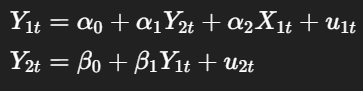 Y₁ₜ = α₀ + α₁Y₂ₜ + α₂X₁ₜ + u₁ₜ
Y₂ₜ = β₀ + β₁Y₁ₜ + u₂ₜ